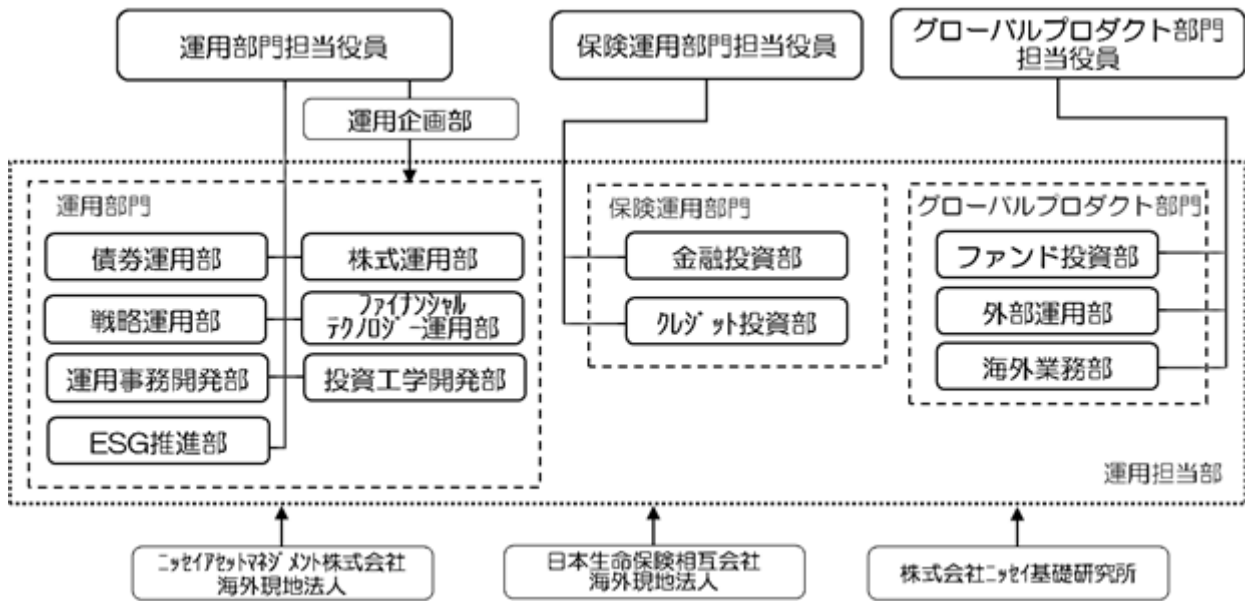 運用部門担当役員
保険運用部門担当役員
グローバルプロダクト部門
担当役員
運用企画部
運用部門
保険運用部門
グローバルプロダクト部門
債券運用部
株式運用部
金融投資部
ファンド投資部
戦略運用部
ファイナンシャル
テクノロジー運用部
クレジット投資部
外部運用部
運用事務開発部
投資工学開発部
海外業務部
ESG推進部
運用担当部
ニッセイアセットマネジメント株式会社
海外現地法人
日本生命保険相互会社
海外現地法人
株式会社ニッセイ基礎研究所